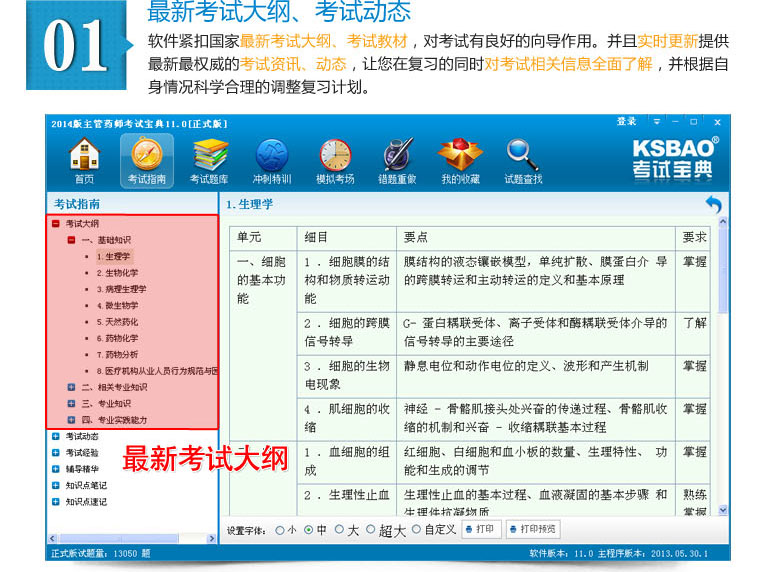 01
最新考试大纲、考试动态
软件紧扣国家最新考试大纲、考试教材，对考试有良好的向导作用。并且实时更新提供
最新最权威的考试资讯、动态，让您在复习的同时对考试相关信息全面了解，并根据自
身情况科学合理的调整复习计划。
2014版主管药师考试宝典11.0[正式版]
登录
首页 考试指南 考试题库 冲刺特训 模拟考场 错题重做 我的收藏 试题查找
KSBAO®
考试宝典
考试指南
考试大纲
一、基础知识
1.生理学
2.生物化学
3.病理生理学
4.微生物学
5.天然药化
6.药物化学
7.药物分析
8.医疗机构从业人员行为规范与医
二、相关专业知识
三、专业知识
四、专业实践能力
考试动态
考试经验
辅导精华
知识点笔记
知识点速记
最新考试大纲
1.生理学
单元 细目 要点 要求
一、细胞的基本功能
1．细胞膜的结构和物质转运功能
膜结构的液态镶嵌模型，单纯扩散、膜蛋白介 导的跨膜转运和主动转运的定义和基本原理
掌握
2．细胞的跨膜信号转导
G- 蛋白耦联受体、离子受体和酶耦联受体介导的信号转导的主要途径
了解
3．细胞的生物电现象
静息电位和动作电位的定义、波形和产生机制
掌握
4．肌细胞的收缩
神经 - 骨骼肌接头处兴奋的传递过程、骨骼肌收缩的机制和兴奋 - 收缩耦联基本过程
掌握
1．血细胞的组成
红细胞、白细胞和血小板的数量、生理特性、 功能和生成的调节
掌握
2．生理性止血
生理性止血的基本过程、血液凝固的基本步骤 和生理性抗凝物质
熟练掌握
设置字体： 小 中 大 超大 自定义 打印 打印预览
正式版试题量：13050 题
软件版本：11.0 主程序版本：2013.05.30.1